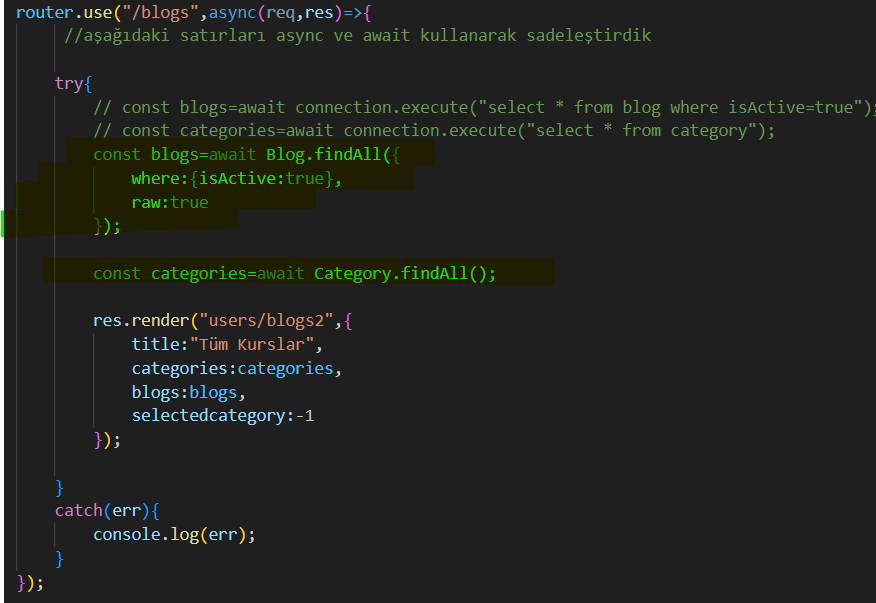 router.use("/blogs",async(req,res)=>{
//aşağıdaki satırları async ve await kullanarak sadeleştirdik
try{
// const blogs=await connection.execute("select * from blog where isActive=true");
// const categories=await connection.execute("select * from category");
const blogs=await Blog.findAll({
where:{isActive:true},
raw:true
});
const categories=await Category.findAll();
res.render("users/blogs2",{
title:"Tüm Kurslar",
categories:categories,
blogs:blogs,
selectedcategory:-1
});
}
catch(err){
console.log(err);
}
});